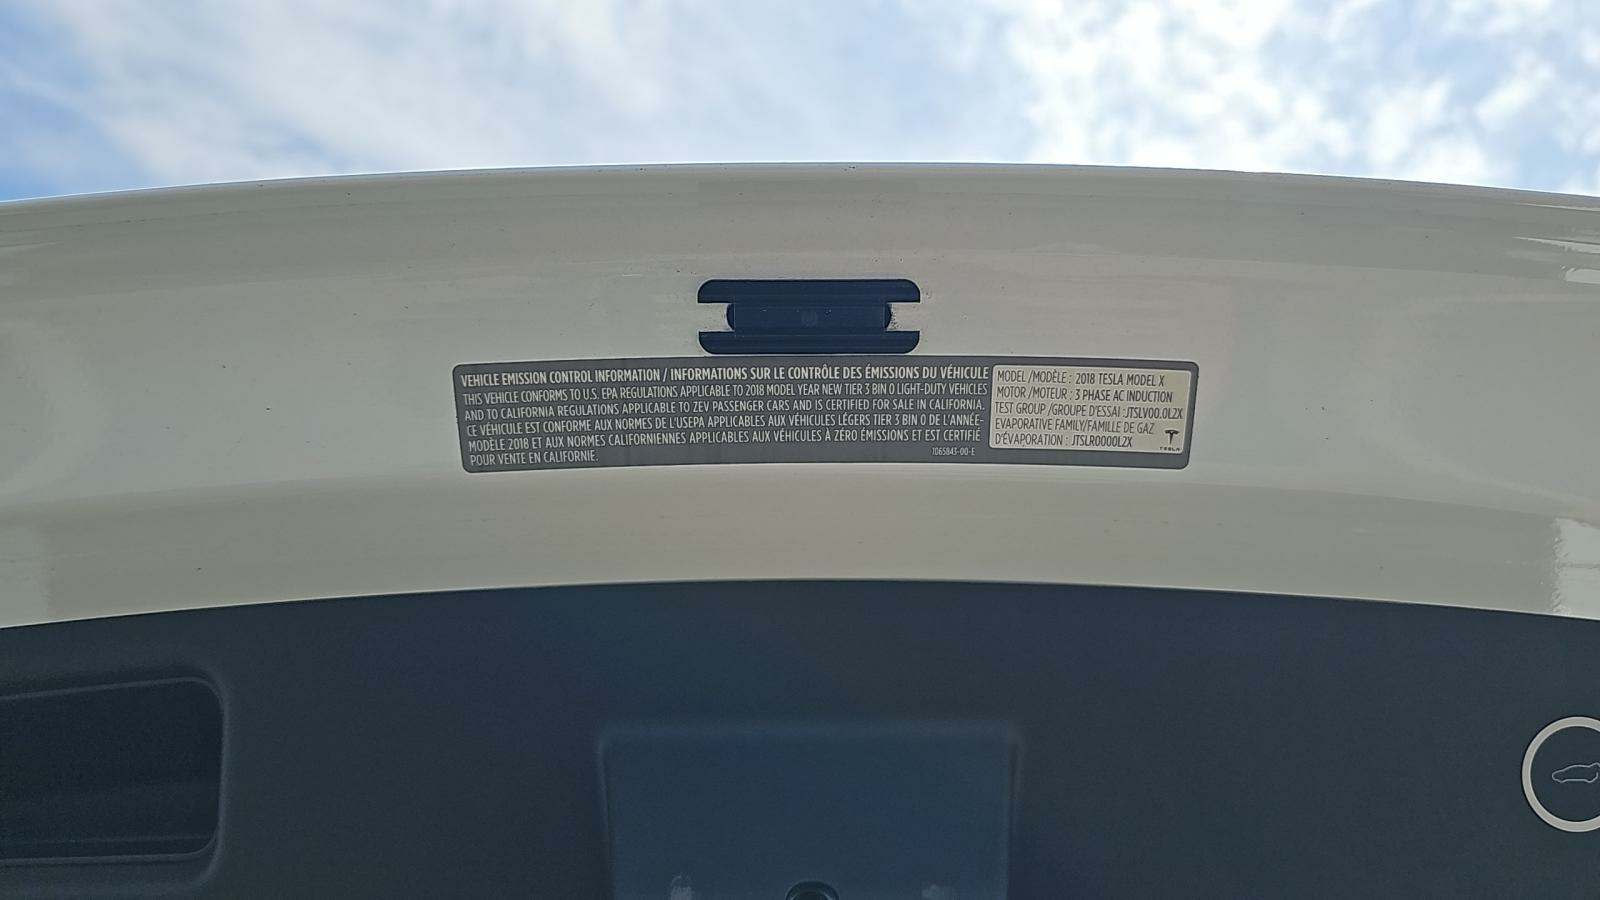 VEHICLE EMISSION CONTROL INFORMATION / INFORMATIONS SUR LE CONTRÔLE DES ÉMISSIONS DU VÉHICULE
THIS VEHICLE CONFORMS TO U.S. EPA REGULATIONS APPLICABLE TO 2018 MODEL YEAR NEW TIER 3 BIN 0 LIGHT-DUTY VEHICLES
AND TO CALIFORNIA REGULATIONS APPLICABLE TO ZEV PASSENGER CARS AND IS CERTIFIED FOR SALE IN CALIFORNIA.
CE VÉHICULE EST CONFORME AUX NORMES DE L'USEPA APPLICABLES AUX VÉHICULES LÉGERS TIER 3 BIN 0 DE L'ANNÉE-
MODÈLE 2018 ET AUX NORMES CALIFORNIENNES APPLICABLES AUX VÉHICULES À ZÉRO ÉMISSIONS ET EST CERTIFIÉ
POUR VENTE EN CALIFORNIE.
1065843-00-E
MODEL /MODÈLE : 2018 TESLA MODEL X
MOTOR /MOTEUR : 3 PHASE AC INDUCTION
TEST GROUP /GROUPE D'ESSAI :JTSLV00.0L2X
EVAPORATIVE FAMILY/FAMILLE DE GAZ
D'ÉVAPORATION : JTSLR0000L2X
TESLA